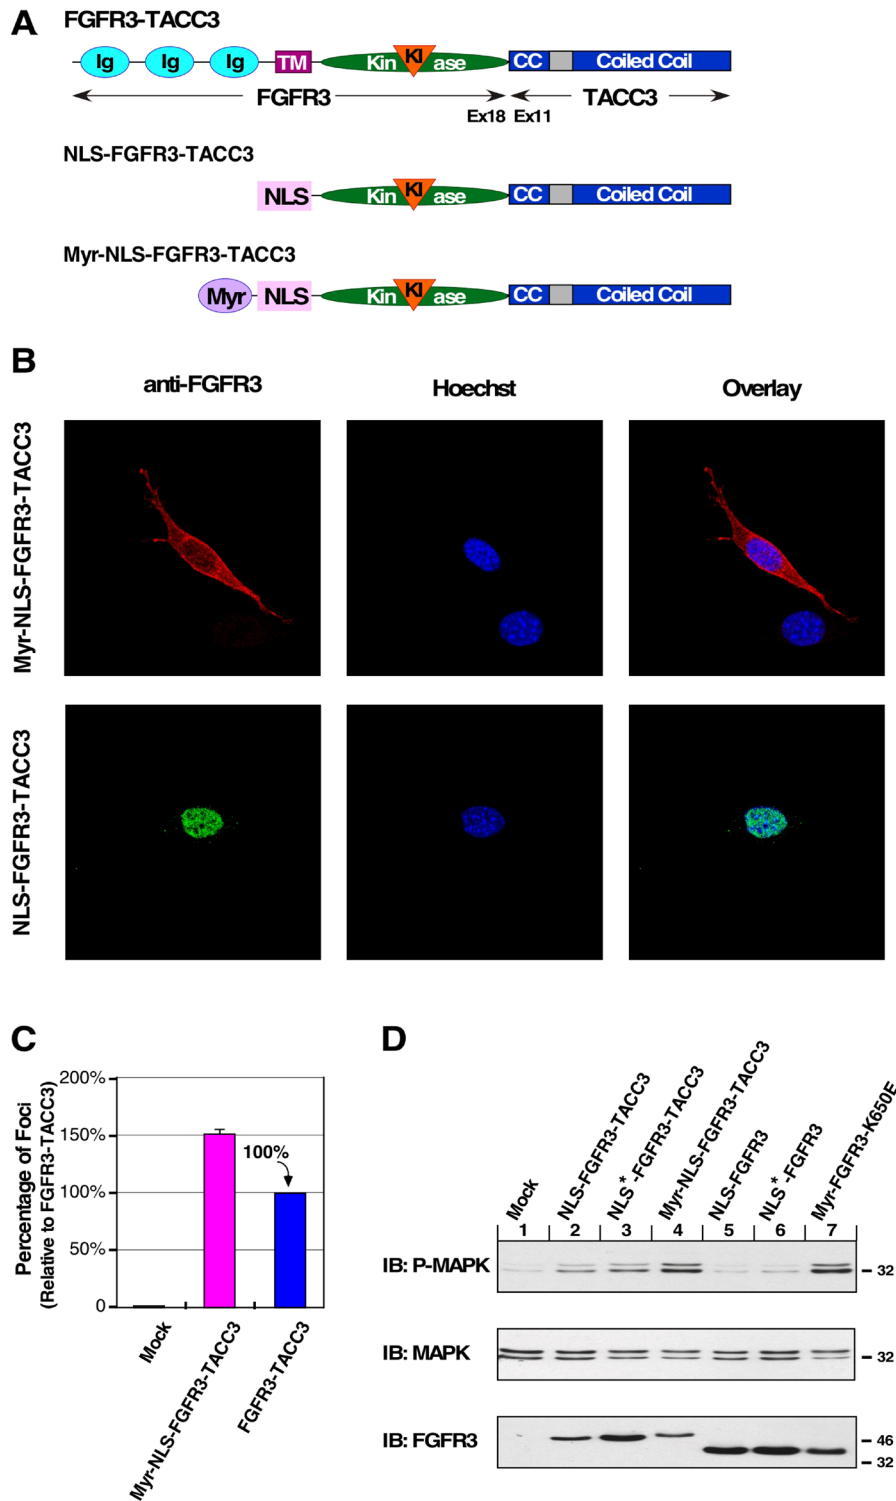 A
FGFR3-TACC3
Ig Ig Ig TM Kin KI ase CC Coiled Coil
FGFR3 TACC3
Ex18 Ex11
NLS-FGFR3-TACC3
NLS Kin KI ase CC Coiled Coil
Myr-NLS-FGFR3-TACC3
Myr NLS Kin KI ase CC Coiled Coil
B
anti-FGFR3 Hoechst Overlay
Myr-NLS-FGFR3-TACC3
NLS-FGFR3-TACC3
C
Percentage of Foci
(Relative to FGFR3-TACC3)
200%
150%
100%
100%
50%
0
Mock
Myr-NLS-FGFR3-TACC3
FGFR3-TACC3
D
Mock
NLS-FGFR3-TACC3
NLS*-FGFR3-TACC3
Myr-NLS-FGFR3-TACC3
NLS-FGFR3
NLS*-FGFR3
Myr-FGFR3-K650E
1 2 3 4 5 6 7
IB: P-MAPK
32
IB: MAPK
32
IB: FGFR3
46
32